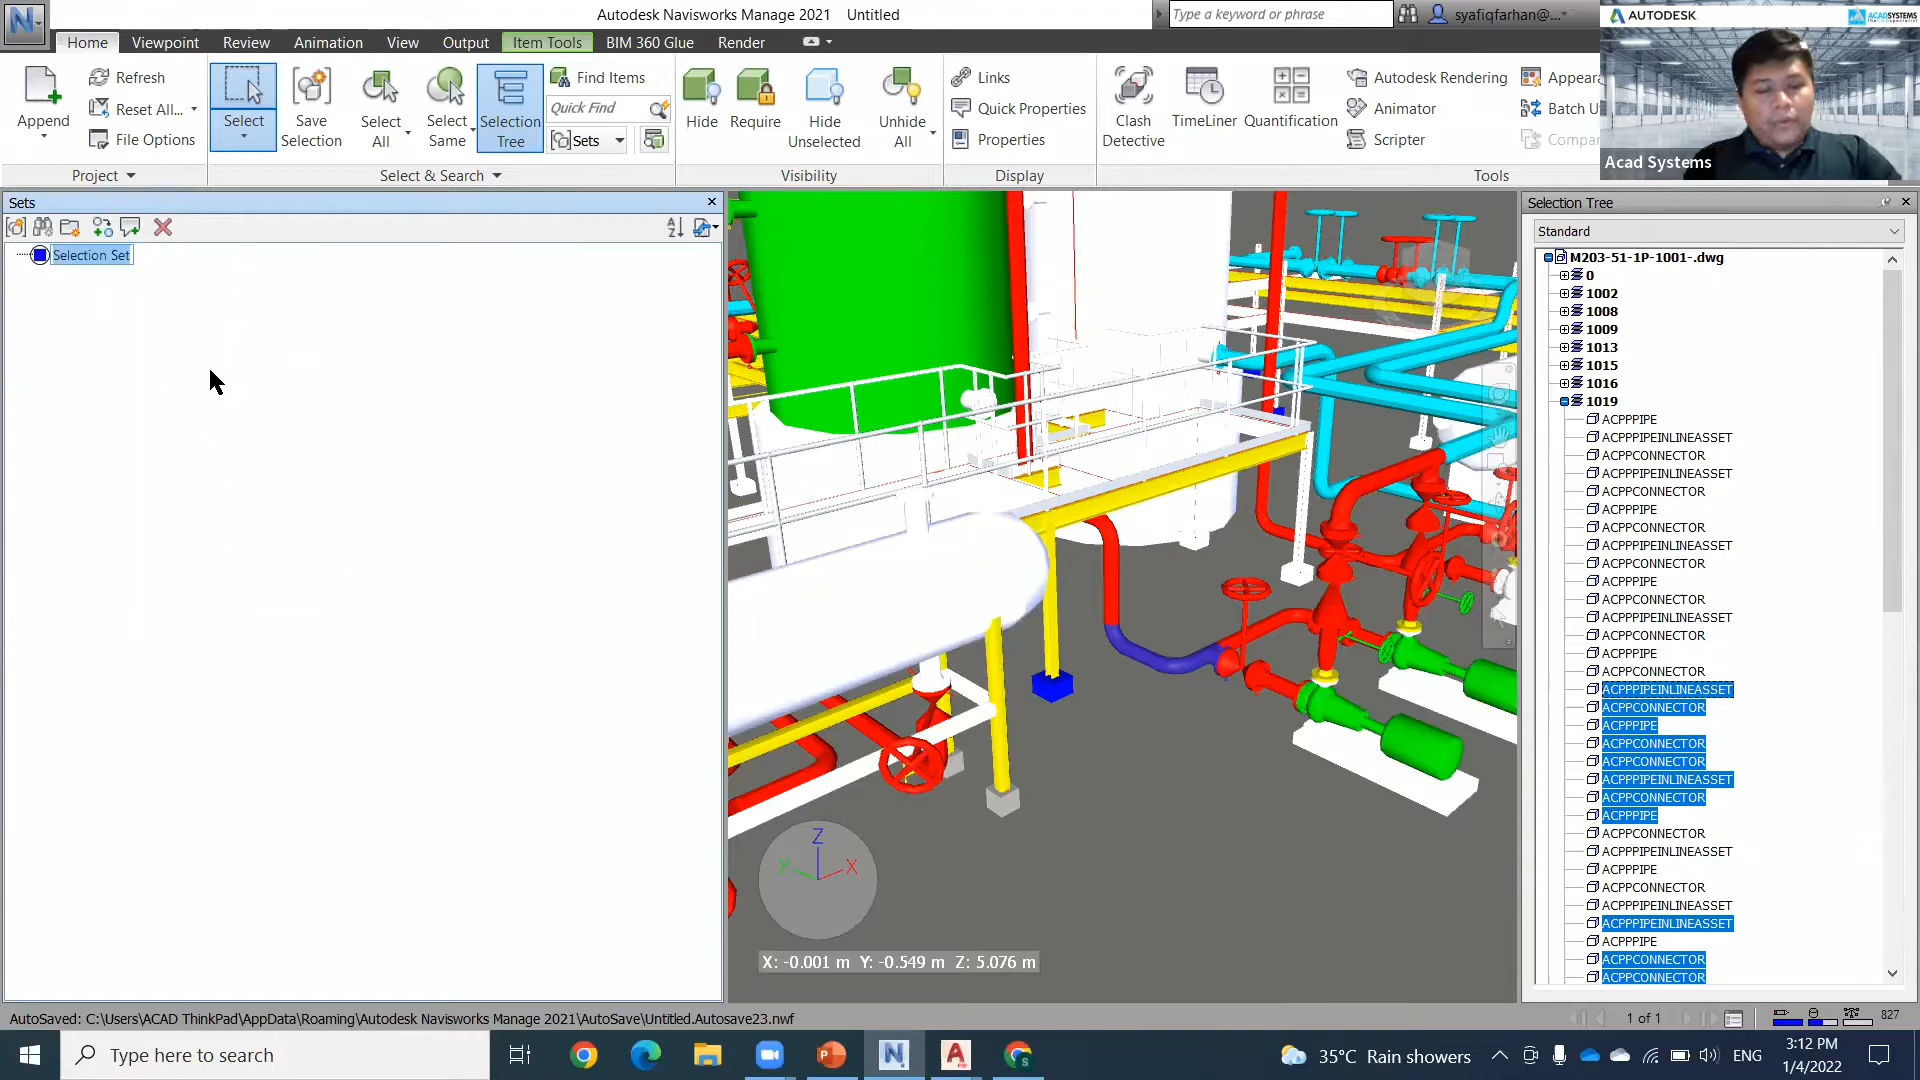 Autodesk Navisworks Manage 2021 Untitled
Type a keyword or phrase
syafiqfarhan@...
AUTODESK
ACADSYSTEMS
Home Viewpoint Review Animation View Output Item Tools BIM 360 Glue Render
Append
Refresh
Reset All...
File Options
Project
Select
Save Selection
Select All
Select Same
Selection Tree
Find Items
Quick Find
Sets
Select & Search
Hide
Require
Hide Unselected
Unhide All
Visibility
Links
Quick Properties
Properties
Display
Clash Detective
TimeLiner
Quantification
Autodesk Rendering
Animator
Scripter
Appeara
Batch U
Compar
Tools
Acad Systems
Sets
Selection Set
Z
Y
X
X: -0.001 m Y: -0.549 m Z: 5.076 m
Selection Tree
Standard
M203-51-1P-1001-.dwg
0
1002
1008
1009
1013
1015
1016
1019
ACPPPIPE
ACPPPIPEINLINEASSET
ACPPCONNECTOR
ACPPPIPEINLINEASSET
ACPPCONNECTOR
ACPPPIPE
ACPPCONNECTOR
ACPPPIPEINLINEASSET
ACPPCONNECTOR
ACPPPIPE
ACPPCONNECTOR
ACPPPIPEINLINEASSET
ACPPCONNECTOR
ACPPPIPE
ACPPCONNECTOR
ACPPPIPEINLINEASSET
ACPPCONNECTOR
ACPPPIPE
ACPPCONNECTOR
ACPPCONNECTOR
ACPPPIPEINLINEASSET
ACPPCONNECTOR
ACPPPIPE
ACPPCONNECTOR
ACPPPIPEINLINEASSET
ACPPPIPE
ACPPCONNECTOR
ACPPPIPEINLINEASSET
ACPPPIPEINLINEASSET
ACPPPIPE
ACPPCONNECTOR
ACPPCONNECTOR
AutoSaved: C:\Users\ACAD ThinkPad\AppData\Roaming\Autodesk Navisworks Manage 2021\AutoSave\Untitled.Autosave23.nwf
1 of 1
827
Type here to search
35°C Rain showers
ENG
3:12 PM
1/4/2022